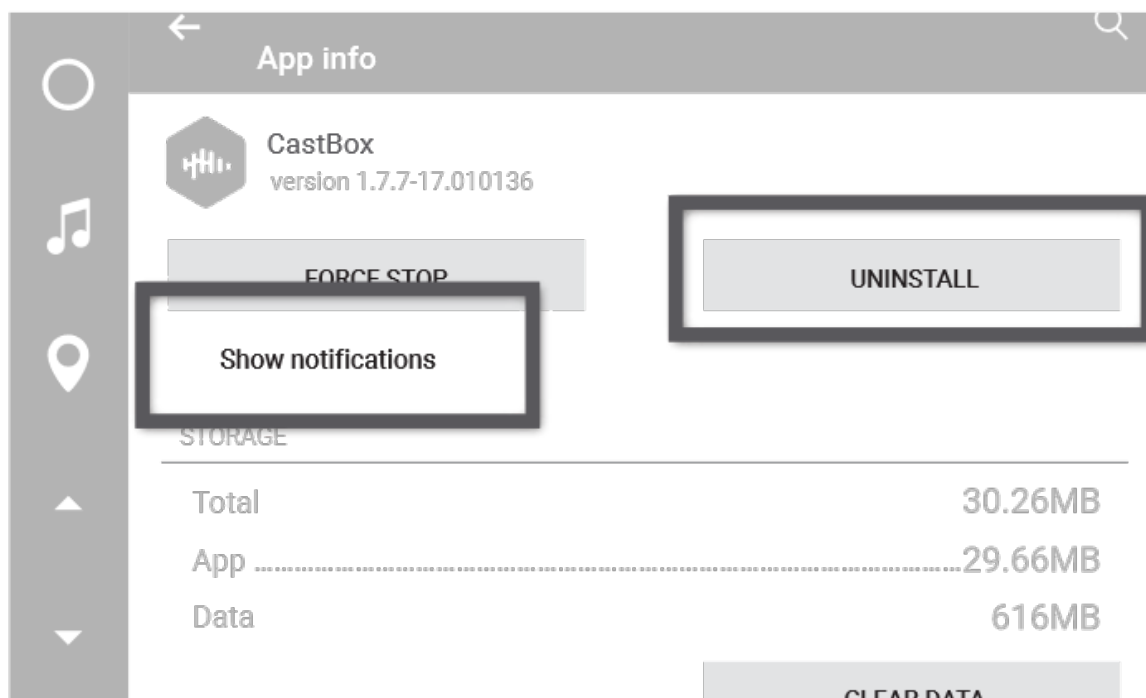 App info
CastBox
version 1.7.7-17.010136
FORCE STOP
UNINSTALL
Show notifications
STORAGE
Total 30.26MB
App ........................................................................29.66MB
Data 616MB
CLEAR DATA